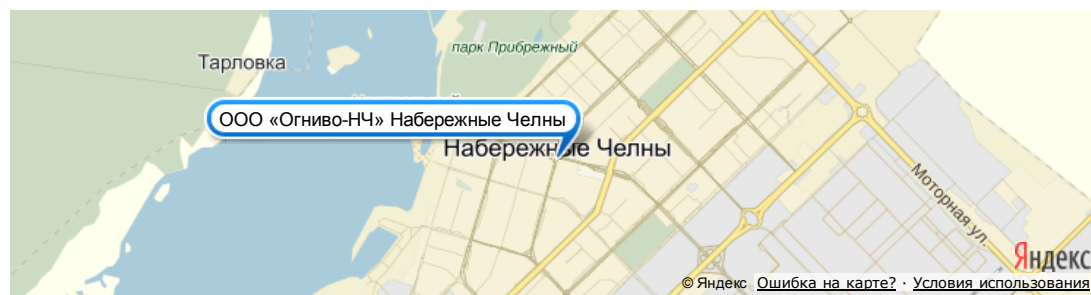 парк Прибрежный
Тарловка
ООО «Огниво-НЧ» Набережные Челны
Набережные Челны
Моторная ул.
Яндекс
© Яндекс Ошибка на карте? · Условия использования